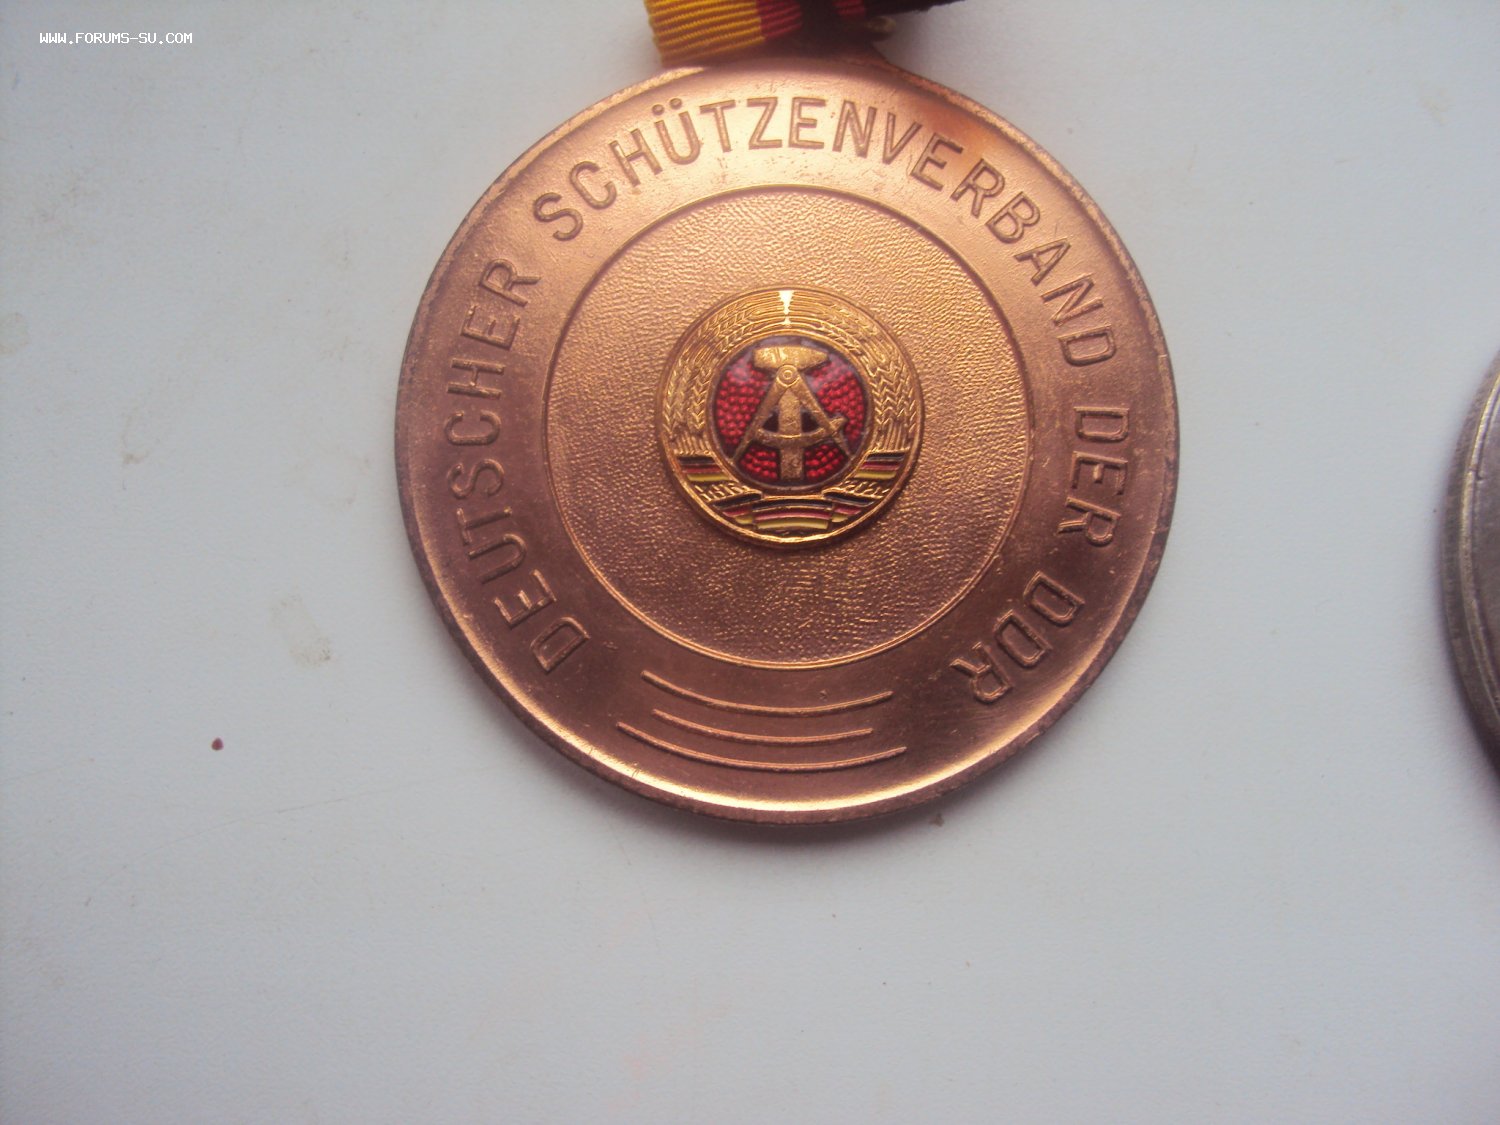 WWW.FORUMS-SU.COM
DEUTSCHER SCHÜTZENVERBAND DER DDR